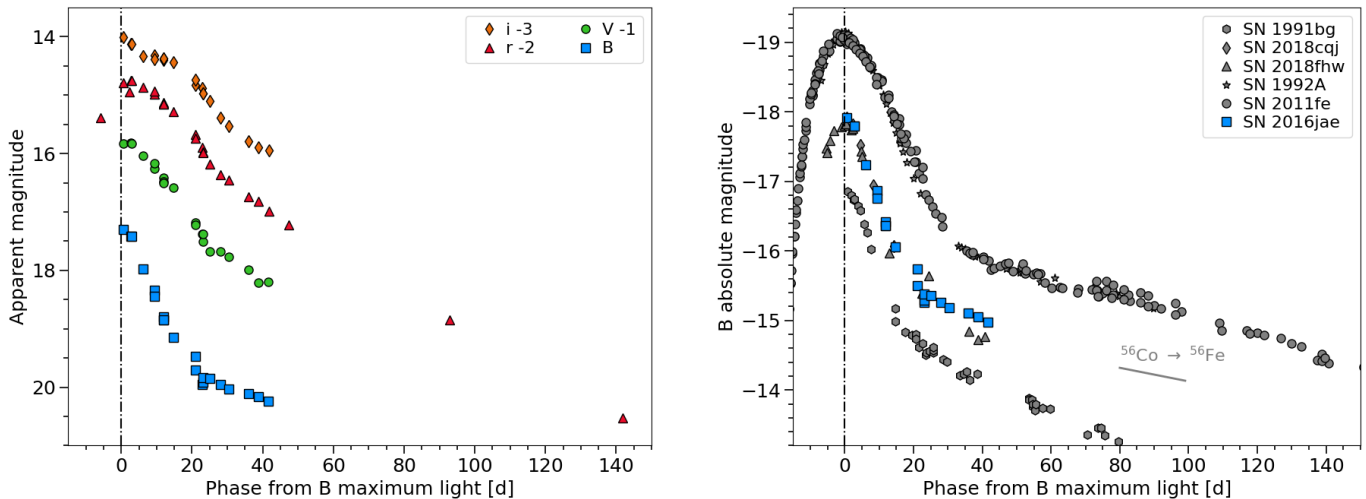 i -3
V -1
r -2
B
14
16
18
20
Apparent magnitude
0
20
40
60
80
100
120
140
Phase from B maximum light [d]
SN 1991bg
SN 2018cqj
SN 2018fhw
SN 1992A
SN 2011fe
SN 2016jae
−19
−18
−17
−16
−15
−14
B absolute magnitude
⁵⁶Co → ⁵⁶Fe
0
20
40
60
80
100
120
140
Phase from B maximum light [d]